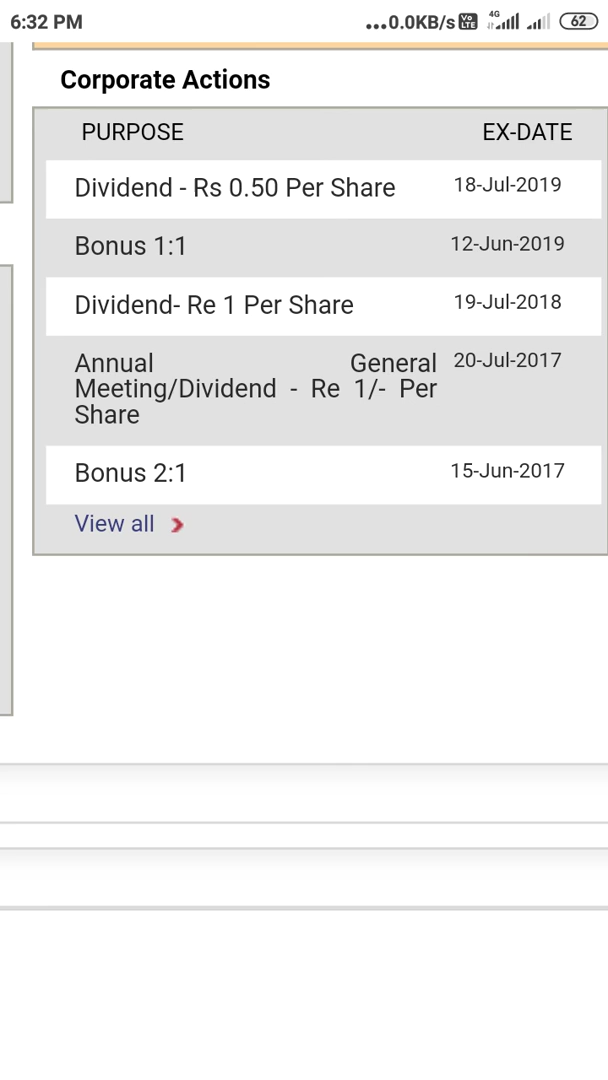 6:32 PM ...0.0KB/s Vo LTE 4G 62
Corporate Actions
PURPOSE EX-DATE
Dividend - Rs 0.50 Per Share 18-Jul-2019
Bonus 1:1 12-Jun-2019
Dividend- Re 1 Per Share 19-Jul-2018
Annual General 20-Jul-2017
Meeting/Dividend - Re 1/- Per
Share
Bonus 2:1 15-Jun-2017
View all